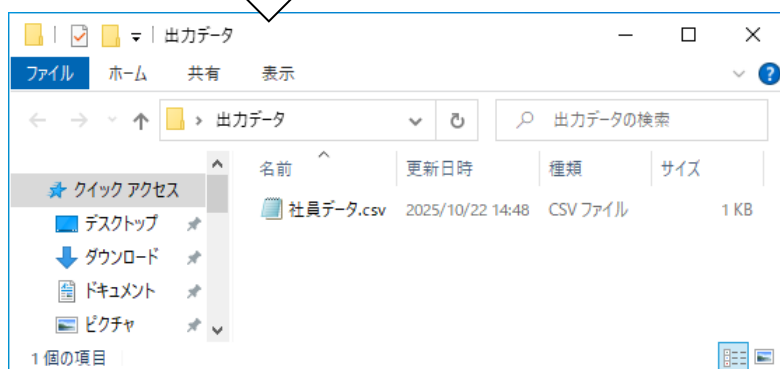 出力データ
ファイル ホーム 共有 表示
出力データ 出力データの検索
名前 更新日時 種類 サイズ
クイック アクセス
社員データ.csv 2025/10/22 14:48 CSV ファイル 1 KB
デスクトップ
ダウンロード
ドキュメント
ピクチャ
1 個の項目